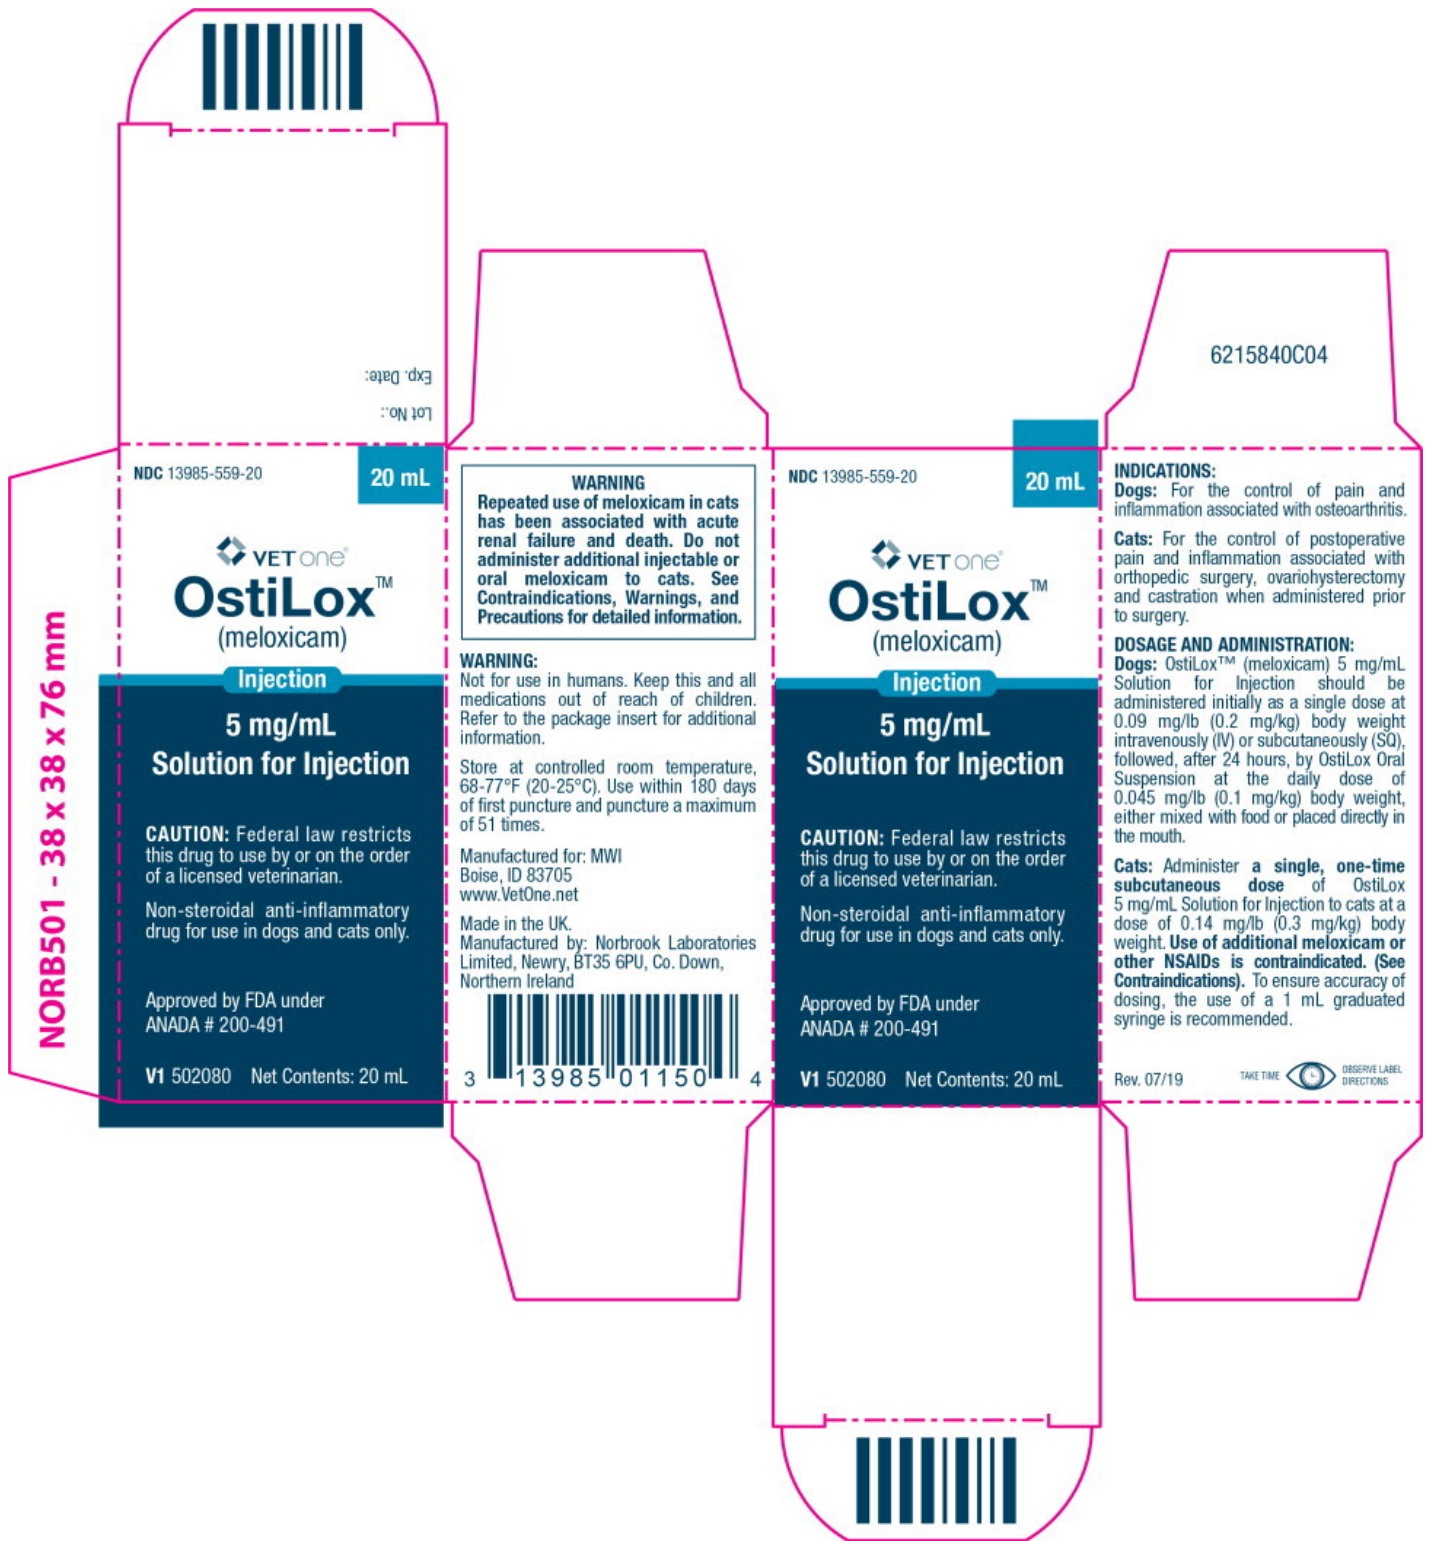 Exp. Date:
Lot No.:
NORB501 - 38 x 38 x 76 mm
NDC 13985-559-20
20 mL
VET one®
OstiLox™
(meloxicam)
Injection
5 mg/mL
Solution for Injection
CAUTION: Federal law restricts
this drug to use by or on the order
of a licensed veterinarian.
Non-steroidal anti-inflammatory
drug for use in dogs and cats only.
Approved by FDA under
ANADA # 200-491
V1 502080 Net Contents: 20 mL
WARNING
Repeated use of meloxicam in cats
has been associated with acute
renal failure and death. Do not
administer additional injectable or
oral meloxicam to cats. See
Contraindications, Warnings, and
Precautions for detailed information.
WARNING:
Not for use in humans. Keep this and all
medications out of reach of children.
Refer to the package insert for additional
information.
Store at controlled room temperature,
68-77°F (20-25°C). Use within 180 days
of first puncture and puncture a maximum
of 51 times.
Manufactured for: MWI
Boise, ID 83705
www.VetOne.net
Made in the UK.
Manufactured by: Norbrook Laboratories
Limited, Newry, BT35 6PU, Co. Down,
Northern Ireland
3 13985 01150 4
NDC 13985-559-20
20 mL
VET one®
OstiLox™
(meloxicam)
Injection
5 mg/mL
Solution for Injection
CAUTION: Federal law restricts
this drug to use by or on the order
of a licensed veterinarian.
Non-steroidal anti-inflammatory
drug for use in dogs and cats only.
Approved by FDA under
ANADA # 200-491
V1 502080 Net Contents: 20 mL
6215840C04
INDICATIONS:
Dogs: For the control of pain and
inflammation associated with osteoarthritis.
Cats: For the control of postoperative
pain and inflammation associated with
orthopedic surgery, ovariohysterectomy
and castration when administered prior
to surgery.
DOSAGE AND ADMINISTRATION:
Dogs: OstiLox™ (meloxicam) 5 mg/mL
Solution for Injection should be
administered initially as a single dose at
0.09 mg/lb (0.2 mg/kg) body weight
intravenously (IV) or subcutaneously (SQ),
followed, after 24 hours, by OstiLox Oral
Suspension at the daily dose of
0.045 mg/lb (0.1 mg/kg) body weight,
either mixed with food or placed directly in
the mouth.
Cats: Administer a single, one-time
subcutaneous dose of OstiLox
5 mg/mL Solution for Injection to cats at a
dose of 0.14 mg/lb (0.3 mg/kg) body
weight. Use of additional meloxicam or
other NSAIDs is contraindicated. (See
Contraindications). To ensure accuracy of
dosing, the use of a 1 mL graduated
syringe is recommended.
Rev. 07/19
TAKE TIME
OBSERVE LABEL
DIRECTIONS